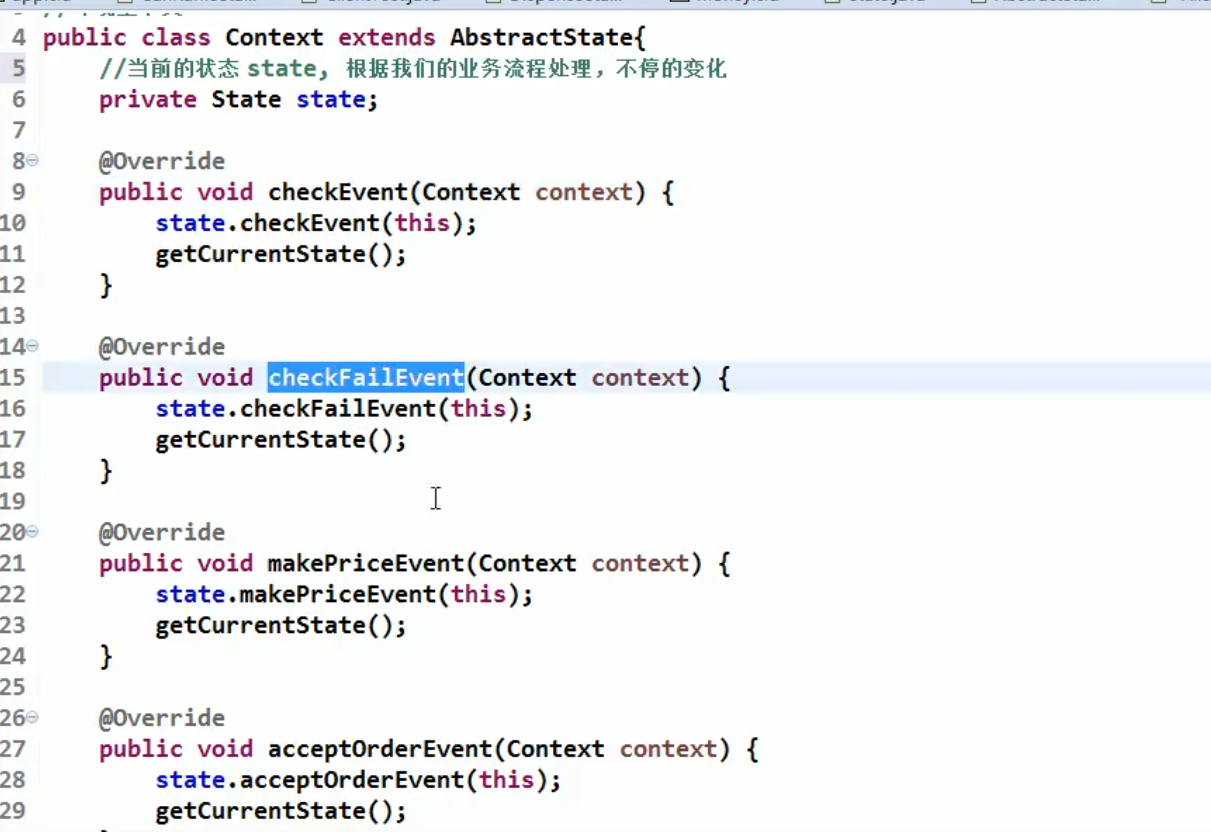 4 public class Context extends AbstractState{
5 //当前的状态 state, 根据我们的业务流程处理，不停的变化
6 private State state;
7
8 @Override
9 public void checkEvent(Context context) {
10 state.checkEvent(this);
11 getCurrentState();
12 }
13
14 @Override
15 public void checkFailEvent(Context context) {
16 state.checkFailEvent(this);
17 getCurrentState();
18 }
19
20 @Override
21 public void makePriceEvent(Context context) {
22 state.makePriceEvent(this);
23 getCurrentState();
24 }
25
26 @Override
27 public void acceptOrderEvent(Context context) {
28 state.acceptOrderEvent(this);
29 getCurrentState();